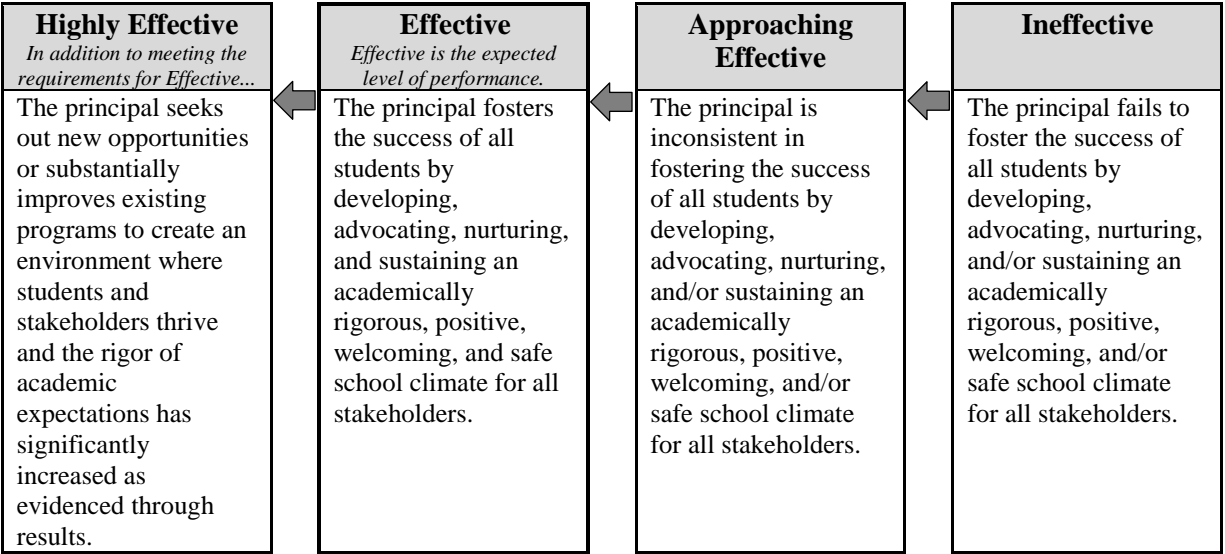 Highly Effective
In addition to meeting the
requirements for Effective...
The principal seeks
out new opportunities
or substantially
improves existing
programs to create an
environment where
students and
stakeholders thrive
and the rigor of
academic
expectations has
significantly
increased as
evidenced through
results.
Effective
Effective is the expected
level of performance.
The principal fosters
the success of all
students by
developing,
advocating, nurturing,
and sustaining an
academically
rigorous, positive,
welcoming, and safe
school climate for all
stakeholders.
Approaching
Effective
The principal is
inconsistent in
fostering the success
of all students by
developing,
advocating, nurturing,
and/or sustaining an
academically
rigorous, positive,
welcoming, and/or
safe school climate
for all stakeholders.
Ineffective
The principal fails to
foster the success of
all students by
developing,
advocating, nurturing,
and/or sustaining an
academically
rigorous, positive,
welcoming, and/or
safe school climate
for all stakeholders.